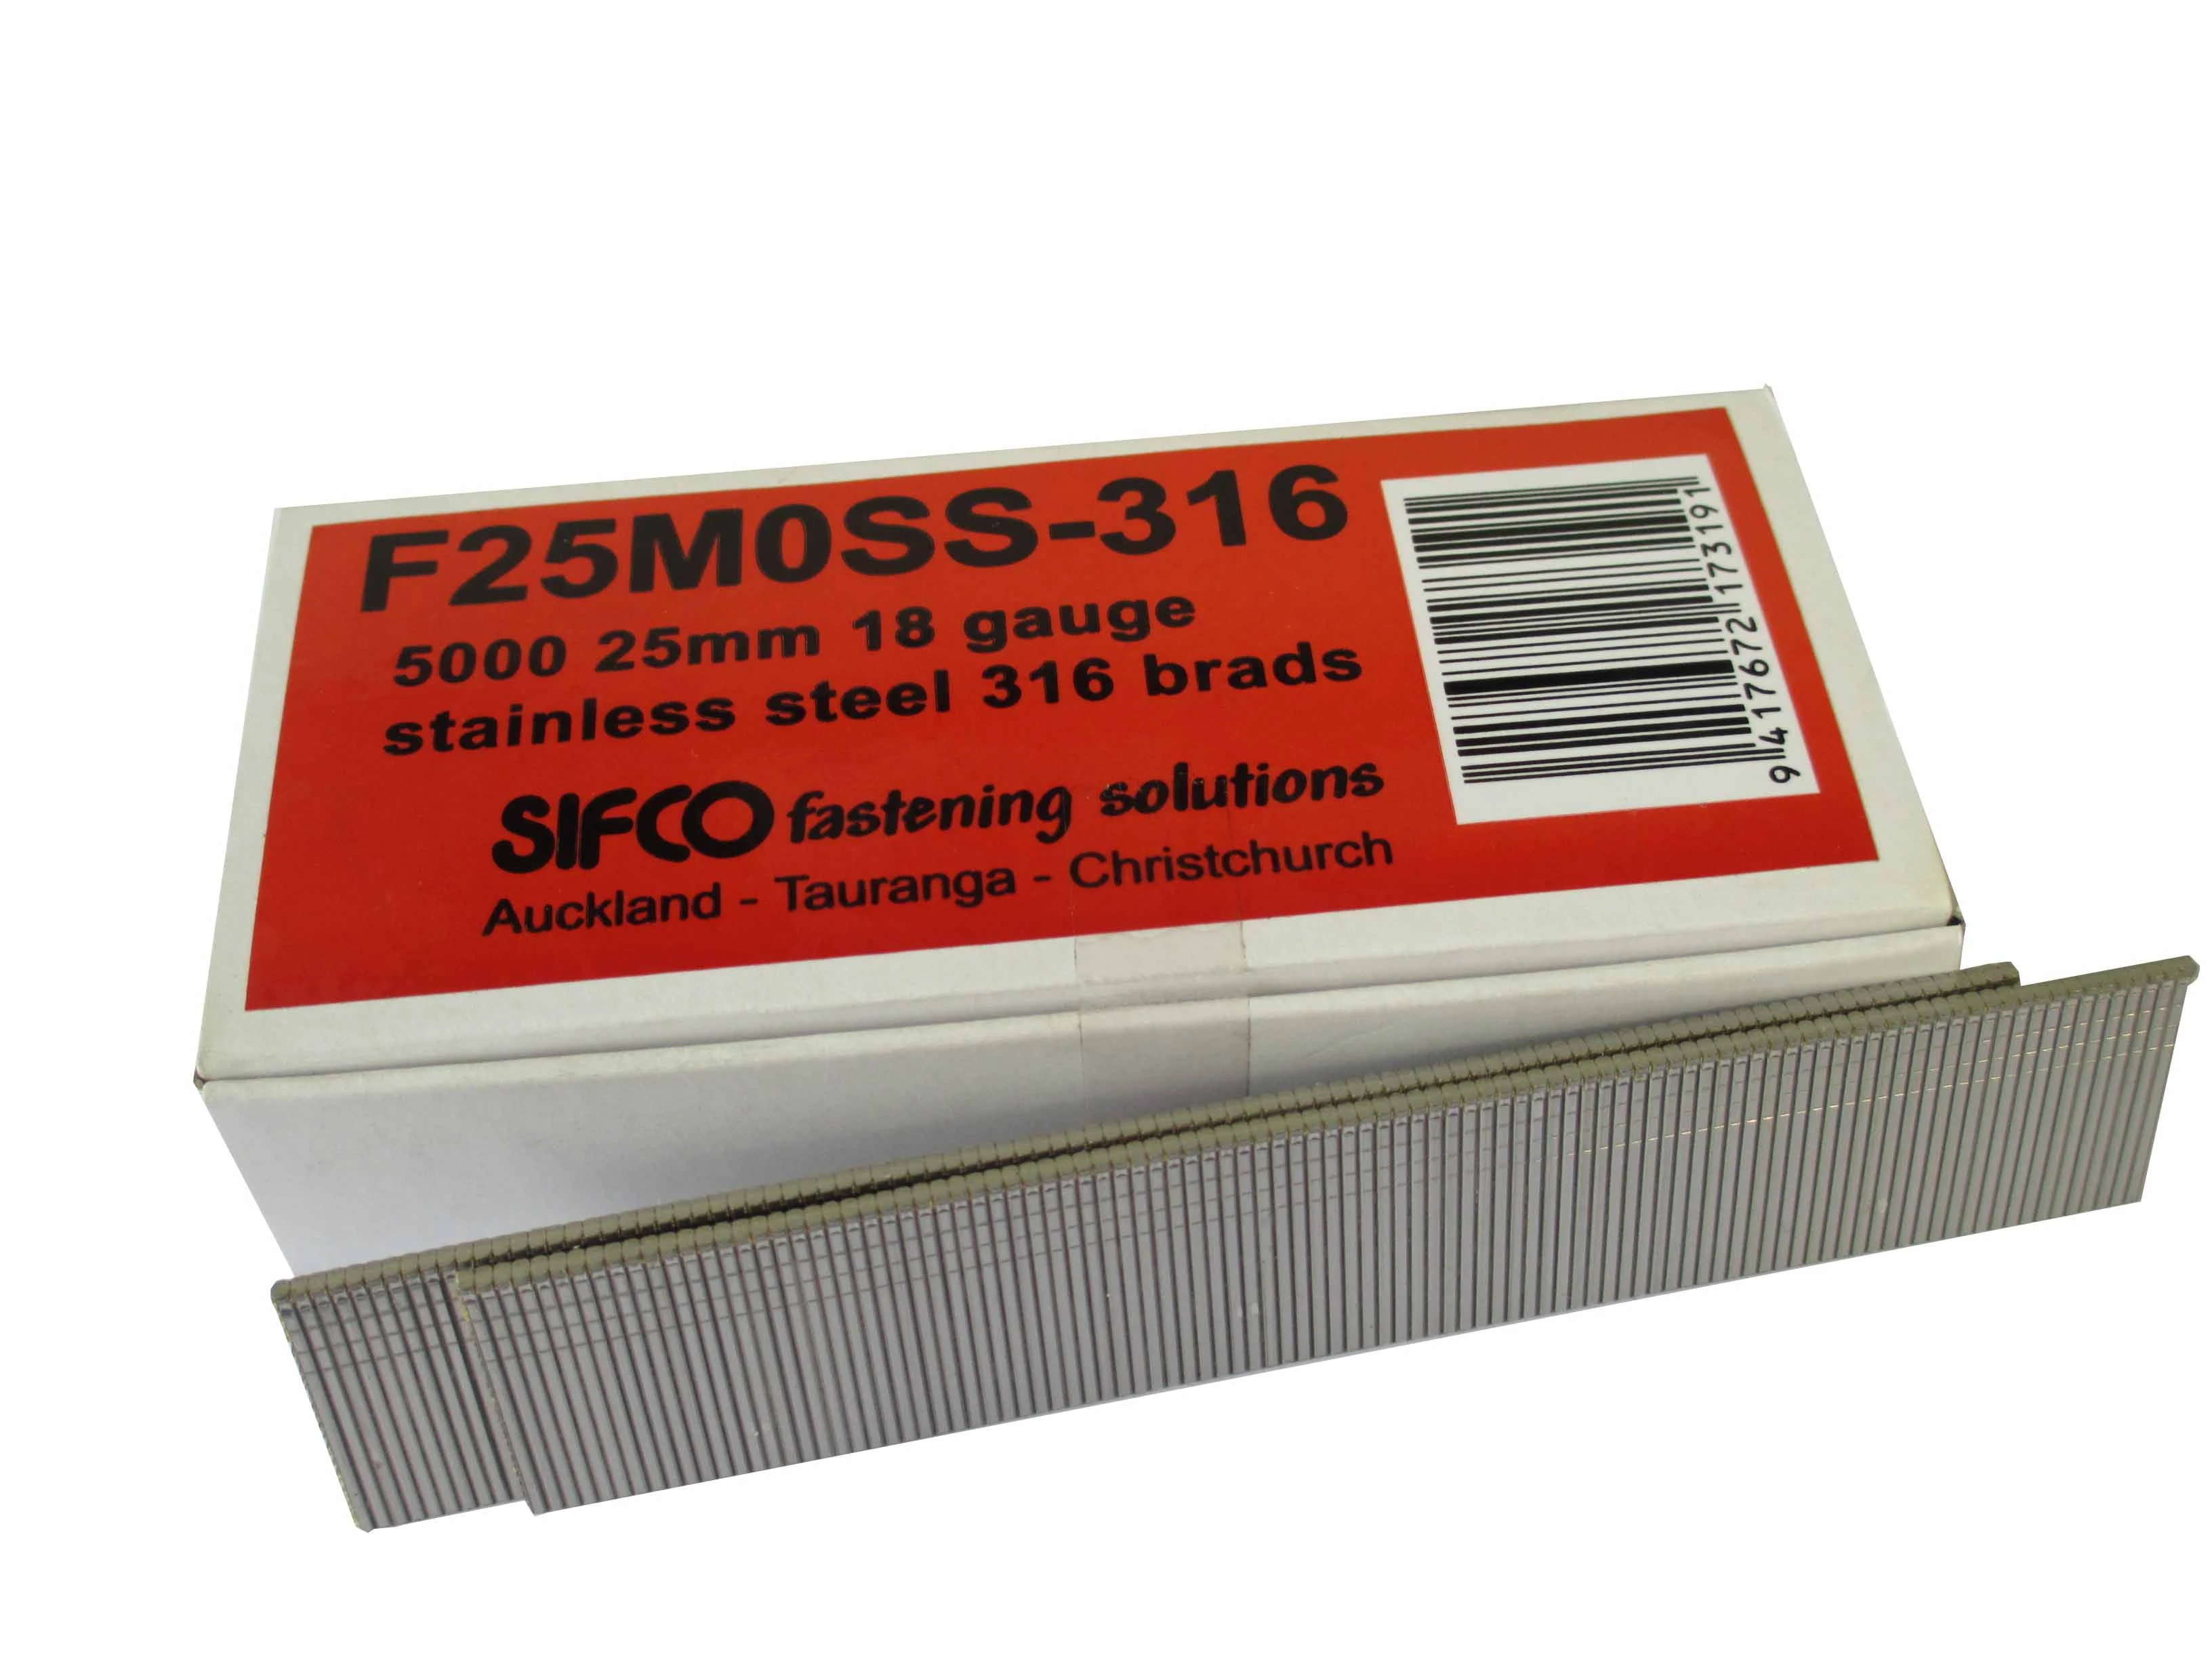 F25M0SS-316
5000 25mm 18 gauge
stainless steel 316 brads
SIFCO fastening solutions
Auckland - Tauranga - Christchurch
9 417672 173191